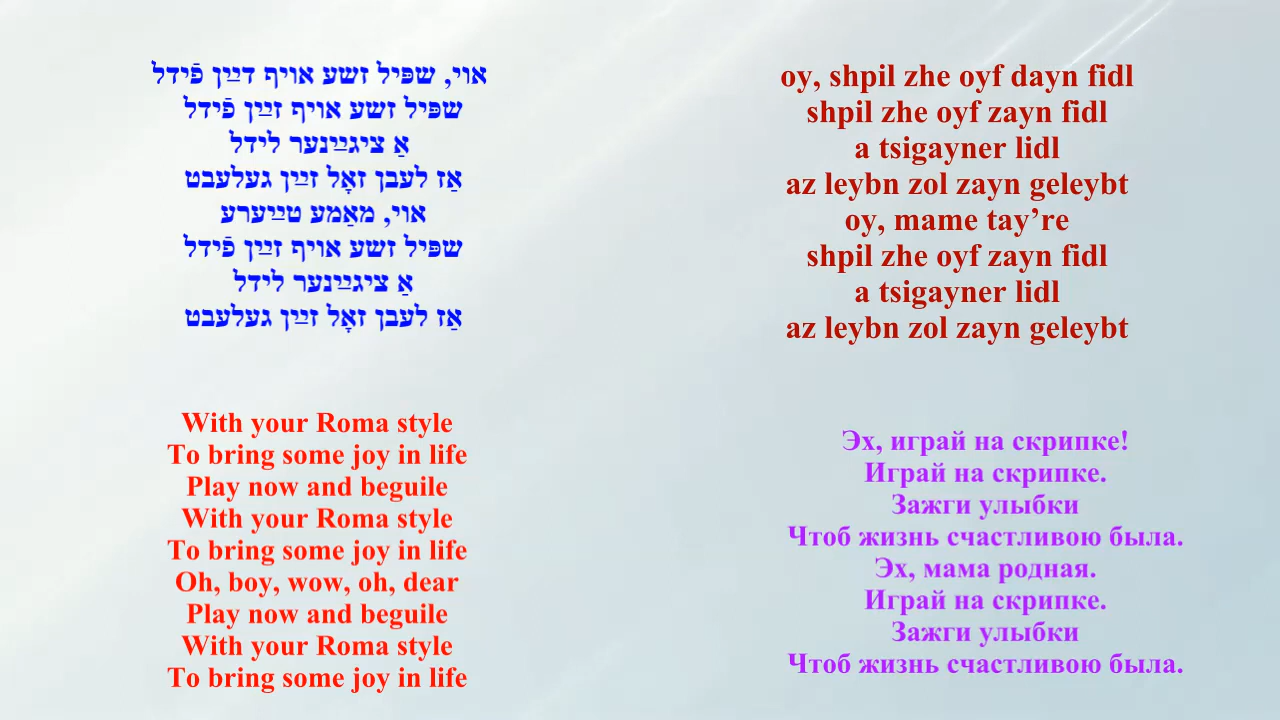 אוי, שפּיל זשע אויף דײַן פֿידל
שפּיל זשע אויף זײַן פֿידל
אַ ציגײַנער לידל
אַז לעבן זאָל זײַן געלעבט
אוי, מאַמע טײַערע
שפּיל זשע אויף זײַן פֿידל
אַ ציגײַנער לידל
אַז לעבן זאָל זײַן געלעבט
oy, shpil zhe oyf dayn fidl
shpil zhe oyf zayn fidl
a tsigayner lidl
az leybn zol zayn geleybt
oy, mame tay’re
shpil zhe oyf zayn fidl
a tsigayner lidl
az leybn zol zayn geleybt
With your Roma style
To bring some joy in life
Play now and beguile
With your Roma style
To bring some joy in life
Oh, boy, wow, oh, dear
Play now and beguile
With your Roma style
To bring some joy in life
Эх, играй на скрипке!
Играй на скрипке.
Зажги улыбки
Чтоб жизнь счастливою была.
Эх, мама родная.
Играй на скрипке.
Зажги улыбки
Чтоб жизнь счастливою была.